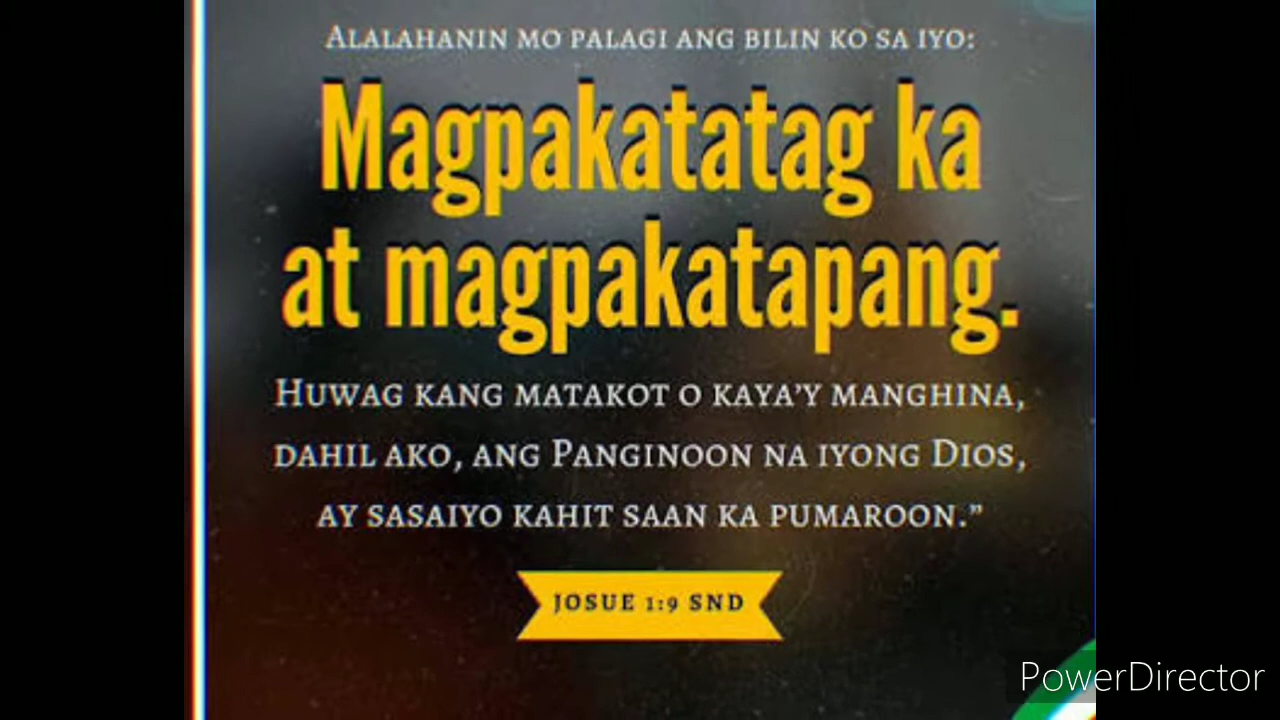 Alalahanin mo palagi ang bilin ko sa iyo:
Magpakatatag ka
at magpakatapang.
Huwag kang matakot o kaya’y manghina,
dahil ako, ang Panginoon na iyong Dios,
ay sasaiyo kahit saan ka pumaroon.”
JOSUE 1:9 SND
PowerDirector